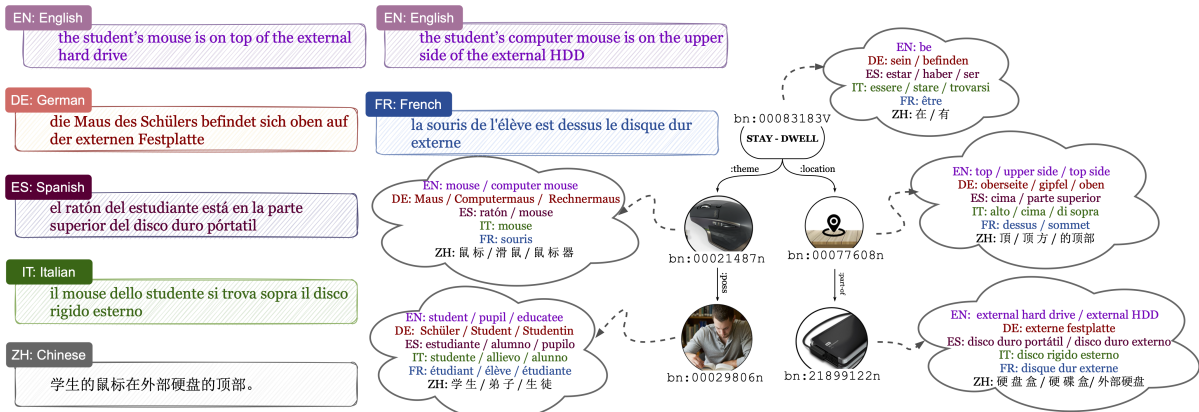 EN: English
the student's mouse is on top of the external
hard drive
EN: English
the student's computer mouse is on the upper
side of the external HDD
DE: German
die Maus des Schülers befindet sich oben auf
der externen Festplatte
FR: French
la souris de l'élève est dessus le disque dur
externe
ES: Spanish
el ratón del estudiante está en la parte
superior del disco duro pórtatil
IT: Italian
il mouse dello studente si trova sopra il disco
rigido esterno
ZH: Chinese
学生的鼠标在外部硬盘的顶部。
EN: be
DE: sein / befinden
ES: estar / haber / ser
IT: essere / stare / trovarsi
FR: être
ZH: 在 / 有
bn:00083183V
STAY - DWELL
:theme
:location
EN: mouse / computer mouse
DE: Maus / Computermaus / Rechnermaus
ES: ratón / mouse
IT: mouse
FR: souris
ZH: 鼠标 / 滑鼠 / 鼠标器
bn:00021487n
EN: top / upper side / top side
DE: oberseite / gipfel / oben
ES: cima / parte superior
IT: alto / cima / di sopra
FR: dessus / sommet
ZH: 頂 / 顶方 / 的顶部
bn:00077608n
:poss
:part-of
EN: student / pupil / educatee
DE: Schüler / Student / Studentin
ES: estudiante / alumno / pupilo
IT: studente / allievo / alunno
FR: étudiant / élève / étudiante
ZH: 学生 / 弟子 / 生徒
bn:00029806n
EN: external hard drive / external HDD
DE: externe festplatte
ES: disco duro portátil / disco duro externo
IT: disco rigido esterno
FR: disque dur externe
ZH: 硬盘盒 / 硬碟盒 / 外部硬盘
bn:21899122n